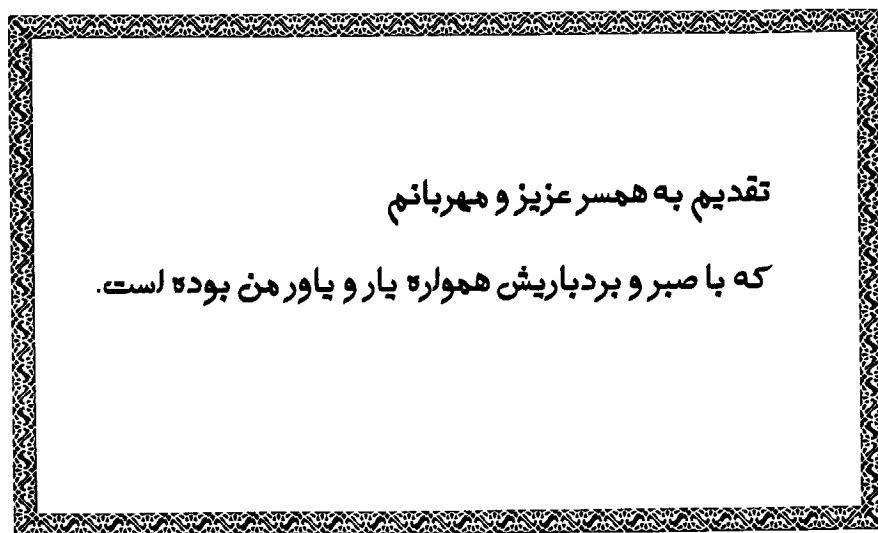 تقدیم به همسر عزیز و مهربانم
که با صبر و بردباریش همواره یار و یاور من بوده است.